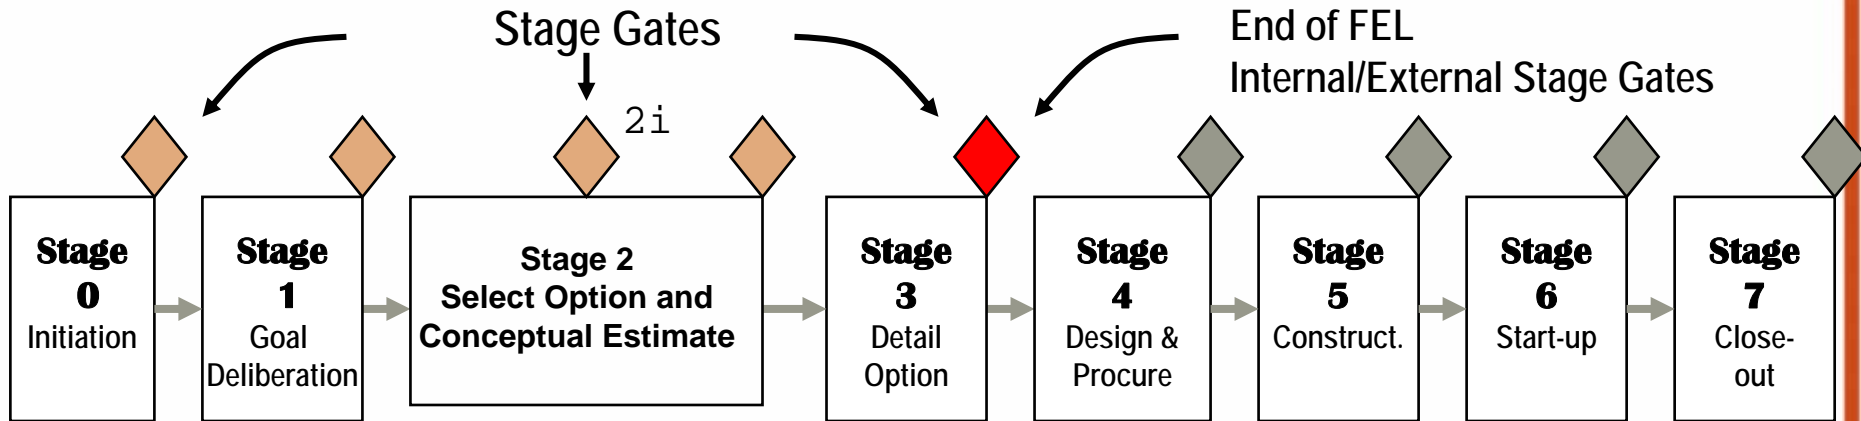 Stage Gates
End of FEL
Internal/External Stage Gates
2i
Stage
0
Initiation
Stage
1
Goal
Deliberation
Stage 2
Select Option and
Conceptual Estimate
Stage
3
Detail
Option
Stage
4
Design &
Procure
Stage
5
Construct.
Stage
6
Start-up
Stage
7
Close-
out